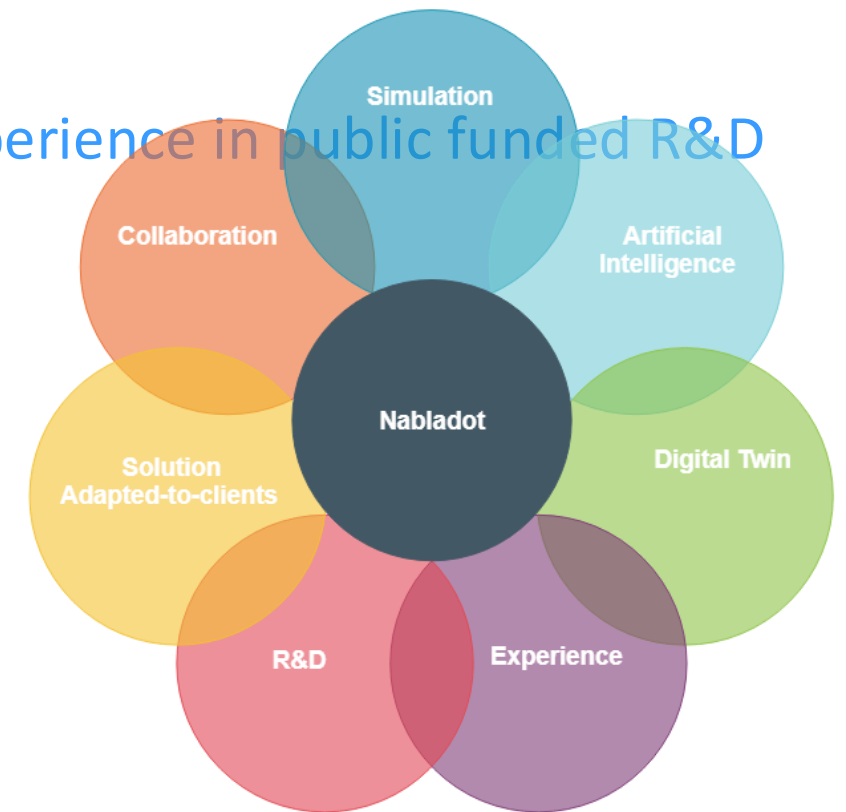 Simulation
perience in public funded R&D
Collaboration
Artificial
Intelligence
Nabladot
Digital Twin
Solution
Adapted-to-clients
Experience
R&D